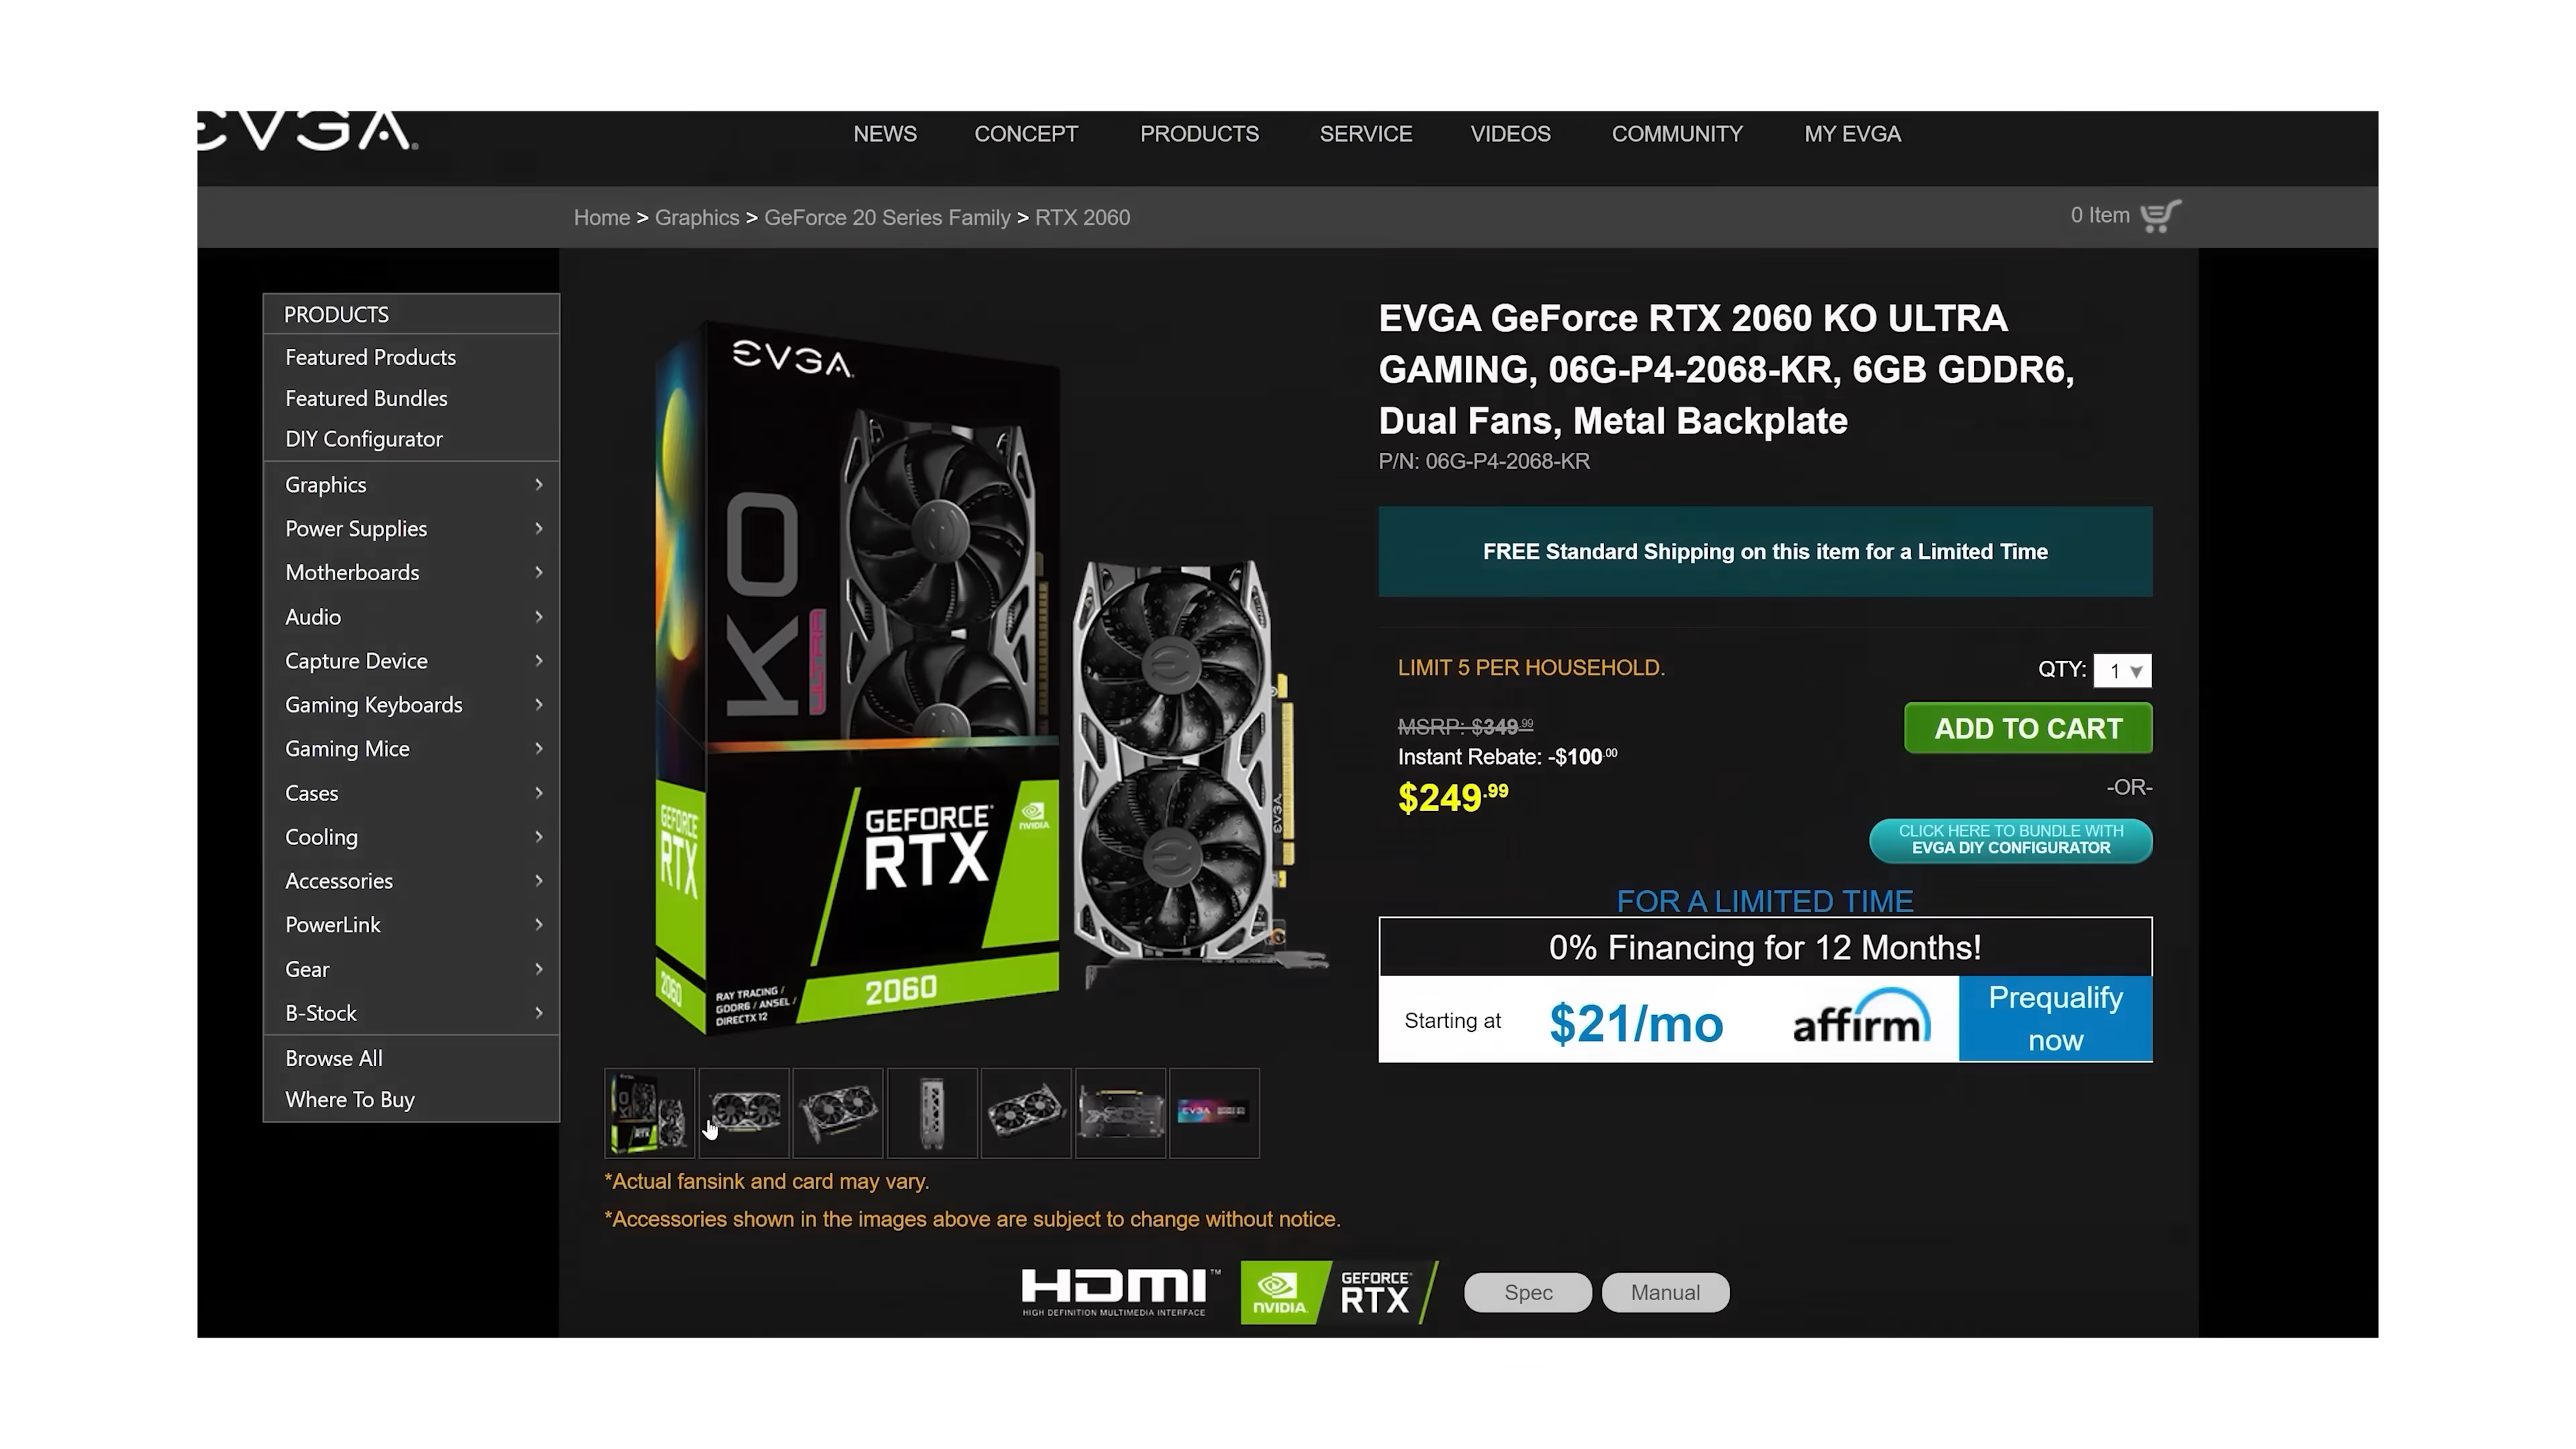 EVGA
NEWS CONCEPT PRODUCTS SERVICE VIDEOS COMMUNITY MY EVGA
Home > Graphics > GeForce 20 Series Family > RTX 2060
0 Item
PRODUCTS
Featured Products
Featured Bundles
DIY Configurator
Graphics
Power Supplies
Motherboards
Audio
Capture Device
Gaming Keyboards
Gaming Mice
Cases
Cooling
Accessories
PowerLink
Gear
B-Stock
Browse All
Where To Buy
EVGA
KO
ULTRA
GEFORCE
RTX
NVIDIA
GEFORCE
RTX
2060
2060
RAY TRACING /
GDDR6 / ANSEL /
DIRECTX 12
EVGA
EVGA
*Actual fansink and card may vary.
*Accessories shown in the images above are subject to change without notice.
EVGA GeForce RTX 2060 KO ULTRA
GAMING, 06G-P4-2068-KR, 6GB GDDR6,
Dual Fans, Metal Backplate
P/N: 06G-P4-2068-KR
FREE Standard Shipping on this item for a Limited Time
LIMIT 5 PER HOUSEHOLD.
QTY: 1
MSRP: $349.99
Instant Rebate: -$100.00
$249.99
ADD TO CART
-OR-
CLICK HERE TO BUNDLE WITH
EVGA DIY CONFIGURATOR
FOR A LIMITED TIME
0% Financing for 12 Months!
Starting at $21/mo affirm
Prequalify
now
HDMI™
HIGH DEFINITION MULTIMEDIA INTERFACE
NVIDIA
GEFORCE
RTX
Spec
Manual